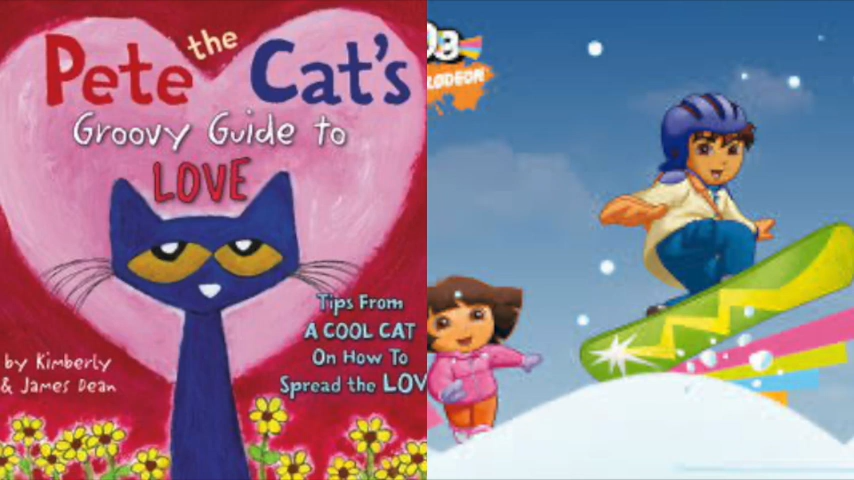 Pete the Cat's
Groovy Guide to
LOVE
Tips From
A COOL CAT
On How To
Spread the LOV
by Kimberly
& James Dean
LODEON